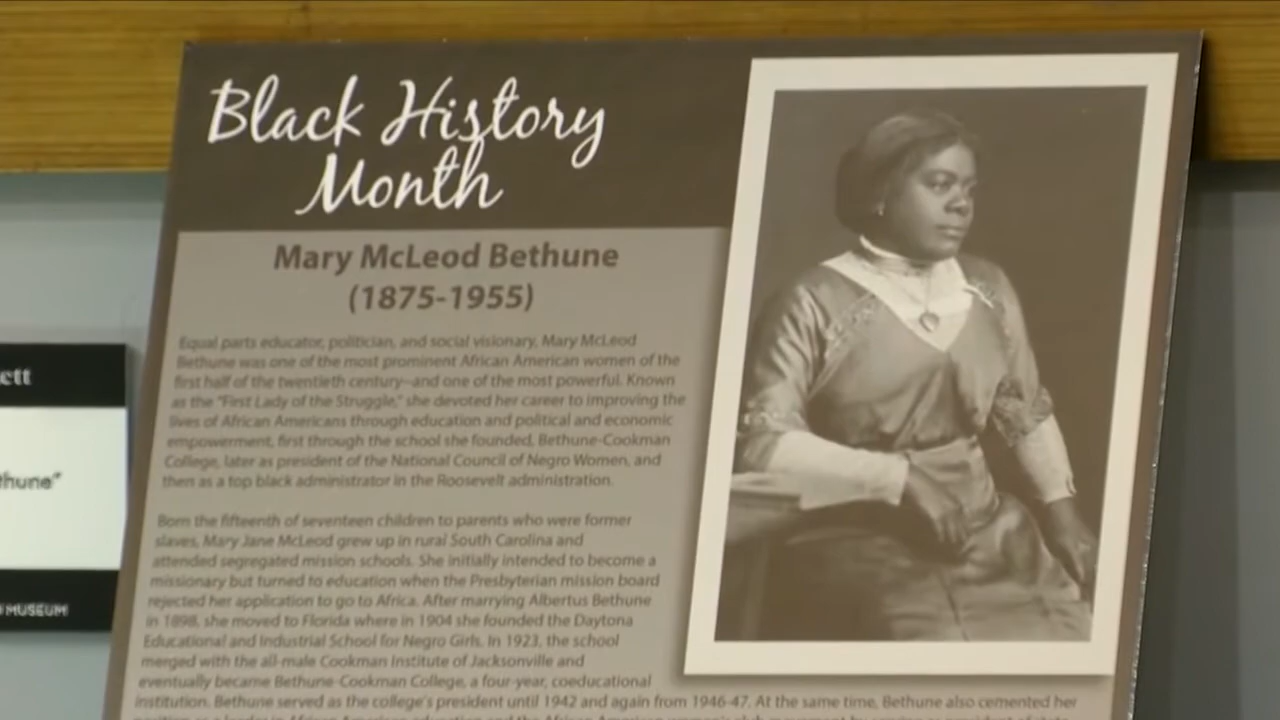 Black History
Month
Mary McLeod Bethune
(1875-1955)
Equal parts educator, politician, and social visionary, Mary McLeod
Bethune was one of the most prominent African American women of the
first half of the twentieth century--and one of the most powerful. Known
as the "First Lady of the Struggle," she devoted her career to improving the
lives of African Americans through education and political and economic
empowerment, first through the school she founded, Bethune-Cookman
College, later as president of the National Council of Negro Women, and
then as a top black administrator in the Roosevelt administration.
Born the fifteenth of seventeen children to parents who were former
slaves, Mary Jane McLeod grew up in rural South Carolina and
attended segregated mission schools. She initially intended to become a
missionary but turned to education when the Presbyterian mission board
rejected her application to go to Africa. After marrying Albertus Bethune
in 1898, she moved to Florida where in 1904 she founded the Daytona
Educational and Industrial School for Negro Girls. In 1923, the school
merged with the all-male Cookman Institute of Jacksonville and
eventually became Bethune-Cookman College, a four-year, coeducational
institution. Bethune served as the college's president until 1942 and again from 1946-47. At the same time, Bethune also cemented her
ett
thune"
MUSEUM